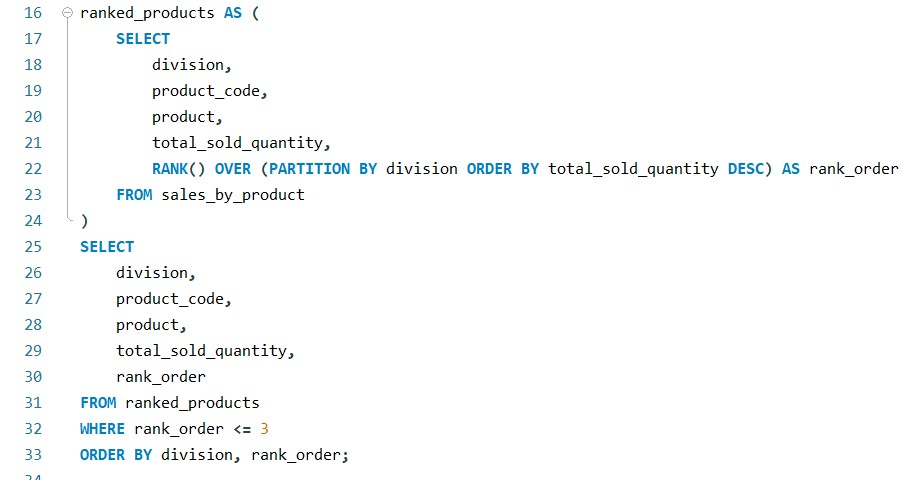 16 ranked_products AS (
17 SELECT
18 division,
19 product_code,
20 product,
21 total_sold_quantity,
22 RANK() OVER (PARTITION BY division ORDER BY total_sold_quantity DESC) AS rank_order
23 FROM sales_by_product
24 )
25 SELECT
26 division,
27 product_code,
28 product,
29 total_sold_quantity,
30 rank_order
31 FROM ranked_products
32 WHERE rank_order <= 3
33 ORDER BY division, rank_order;